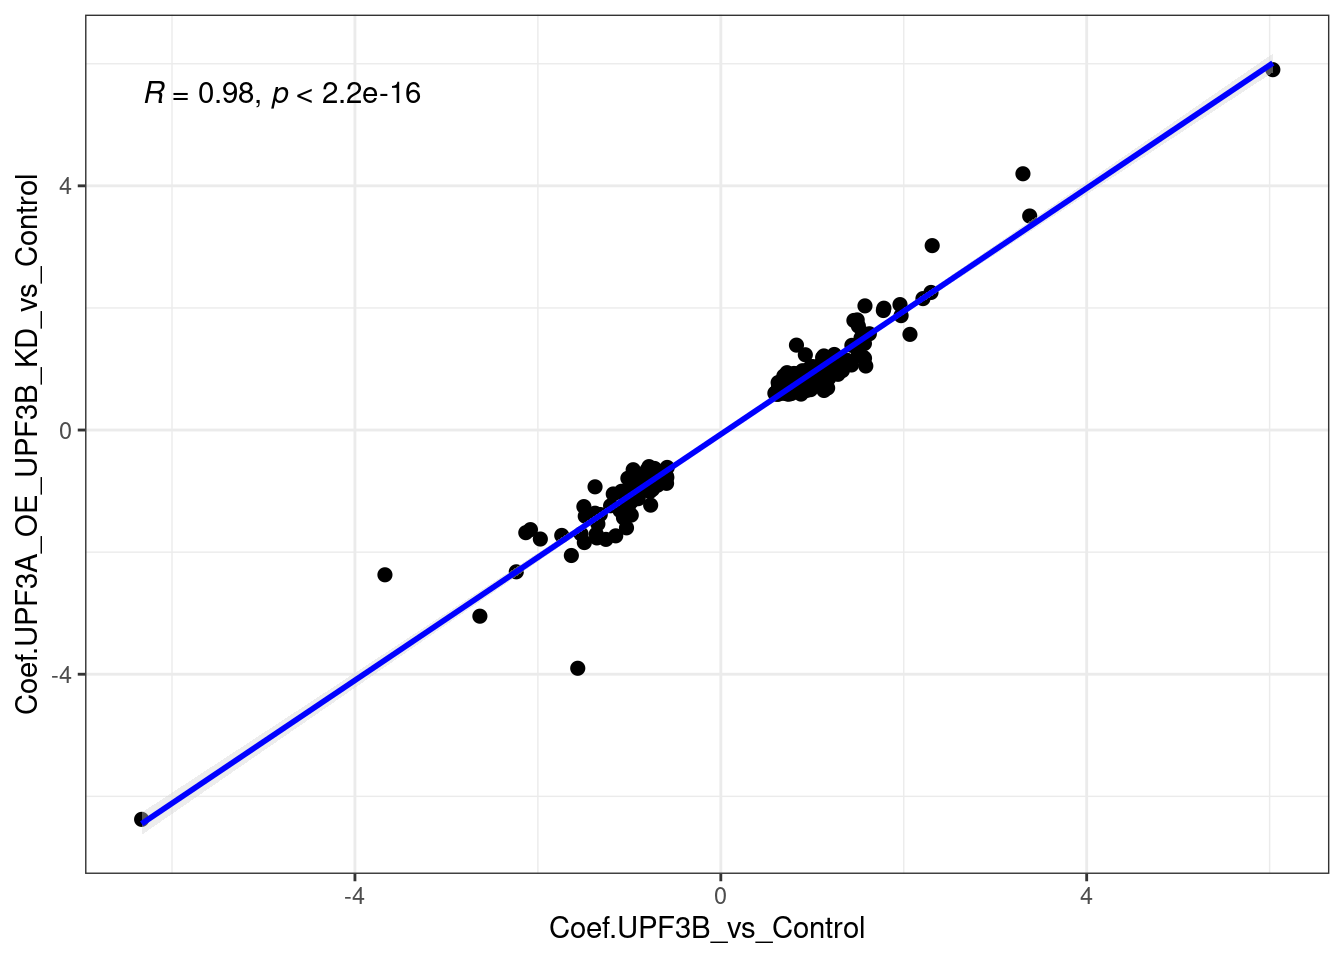 R = 0.98, p < 2.2e-16
Coef.UPF3A_OE_UPF3B_KD_vs_Control
4
0
-4
-4
0
4
Coef.UPF3B_vs_Control